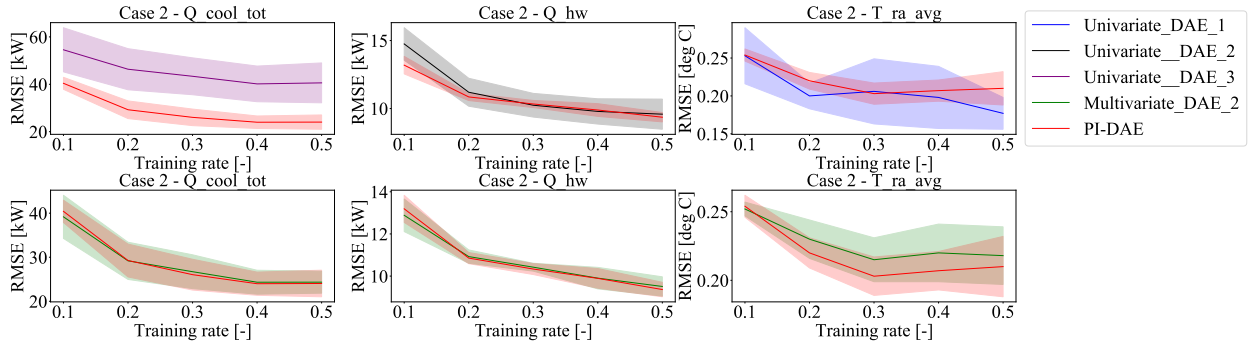 Case 2 - Q_cool_tot
RMSE [kW]
60
40
20
0.1 0.2 0.3 0.4 0.5
Training rate [-]
Case 2 - Q_hw
RMSE [kW]
15
10
0.1 0.2 0.3 0.4 0.5
Training rate [-]
Case 2 - T_ra_avg
RMSE [deg C]
0.25
0.20
0.15
0.1 0.2 0.3 0.4 0.5
Training rate [-]
Univariate_DAE_1
Univariate__DAE_2
Univariate__DAE_3
Multivariate_DAE_2
PI-DAE
Case 2 - Q_cool_tot
RMSE [kW]
40
30
20
0.1 0.2 0.3 0.4 0.5
Training rate [-]
Case 2 - Q_hw
RMSE [kW]
14
12
10
0.1 0.2 0.3 0.4 0.5
Training rate [-]
Case 2 - T_ra_avg
RMSE [deg C]
0.25
0.20
0.1 0.2 0.3 0.4 0.5
Training rate [-]